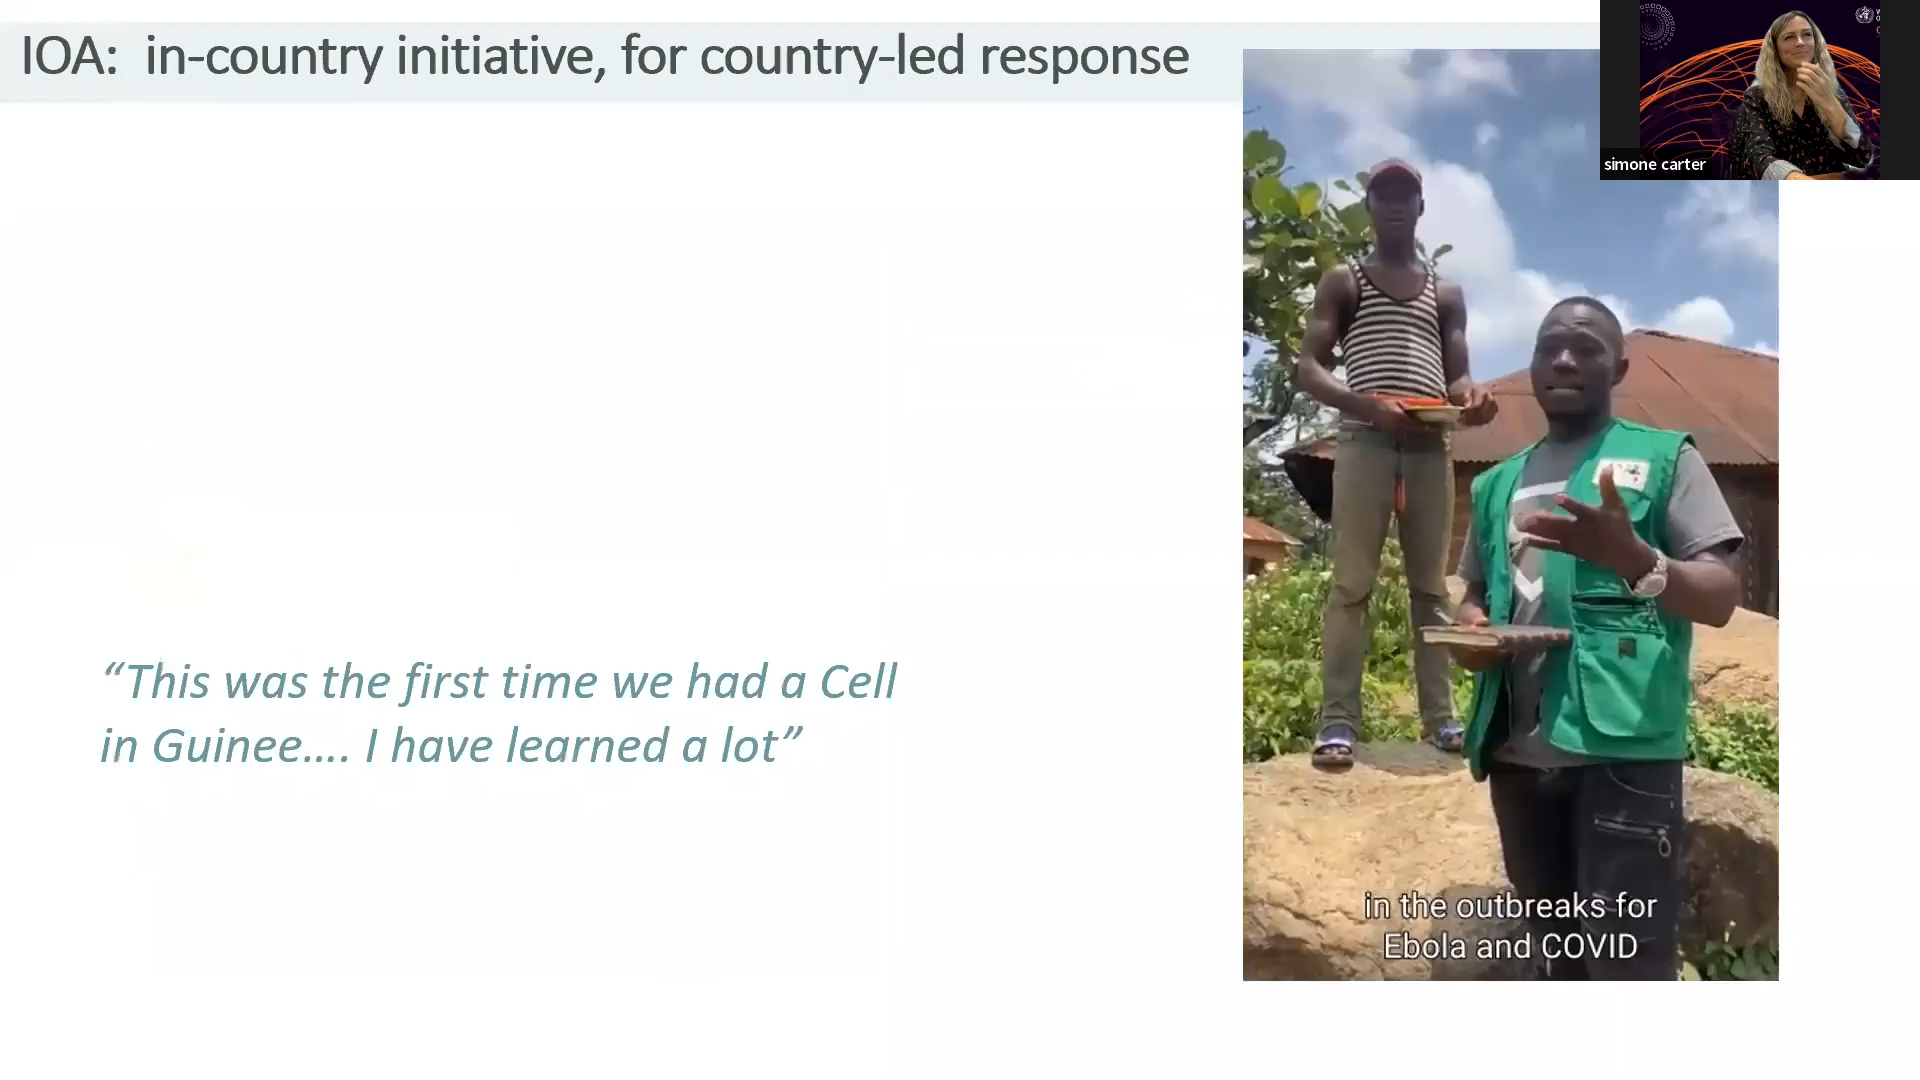 IOA:  in-country initiative, for country-led response
simone carter
“This was the first time we had a Cell
in Guinee…. I have learned a lot”
in the outbreaks for
Ebola and COVID